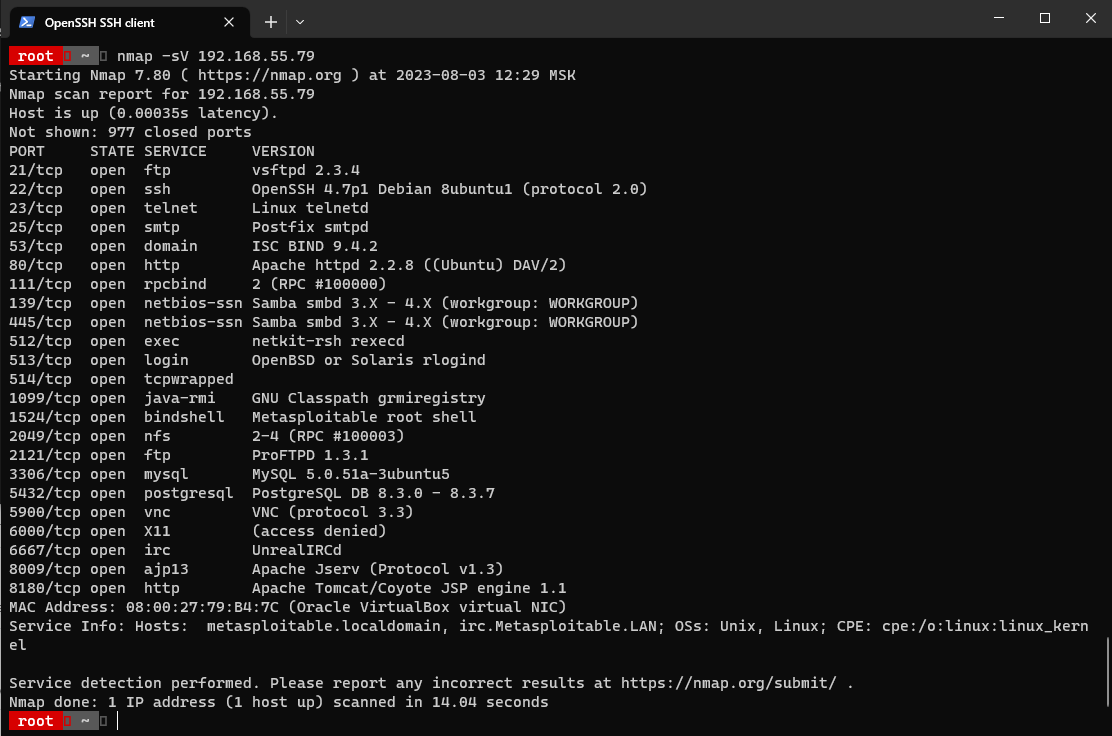 OpenSSH SSH client
root ~ nmap -sV 192.168.55.79
Starting Nmap 7.80 ( https://nmap.org ) at 2023-08-03 12:29 MSK
Nmap scan report for 192.168.55.79
Host is up (0.00035s latency).
Not shown: 977 closed ports
PORT     STATE SERVICE     VERSION
21/tcp   open  ftp         vsftpd 2.3.4
22/tcp   open  ssh         OpenSSH 4.7p1 Debian 8ubuntu1 (protocol 2.0)
23/tcp   open  telnet      Linux telnetd
25/tcp   open  smtp        Postfix smtpd
53/tcp   open  domain      ISC BIND 9.4.2
80/tcp   open  http        Apache httpd 2.2.8 ((Ubuntu) DAV/2)
111/tcp  open  rpcbind     2 (RPC #100000)
139/tcp  open  netbios-ssn Samba smbd 3.X - 4.X (workgroup: WORKGROUP)
445/tcp  open  netbios-ssn Samba smbd 3.X - 4.X (workgroup: WORKGROUP)
512/tcp  open  exec        netkit-rsh rexecd
513/tcp  open  login       OpenBSD or Solaris rlogind
514/tcp  open  tcpwrapped
1099/tcp open  java-rmi    GNU Classpath grmiregistry
1524/tcp open  bindshell   Metasploitable root shell
2049/tcp open  nfs         2-4 (RPC #100003)
2121/tcp open  ftp         ProFTPD 1.3.1
3306/tcp open  mysql       MySQL 5.0.51a-3ubuntu5
5432/tcp open  postgresql  PostgreSQL DB 8.3.0 - 8.3.7
5900/tcp open  vnc         VNC (protocol 3.3)
6000/tcp open  X11         (access denied)
6667/tcp open  irc         UnrealIRCd
8009/tcp open  ajp13       Apache Jserv (Protocol v1.3)
8180/tcp open  http        Apache Tomcat/Coyote JSP engine 1.1
MAC Address: 08:00:27:79:B4:7C (Oracle VirtualBox virtual NIC)
Service Info: Hosts:  metasploitable.localdomain, irc.Metasploitable.LAN; OSs: Unix, Linux; CPE: cpe:/o:linux:linux_kern
el
Service detection performed. Please report any incorrect results at https://nmap.org/submit/ .
Nmap done: 1 IP address (1 host up) scanned in 14.04 seconds
root ~